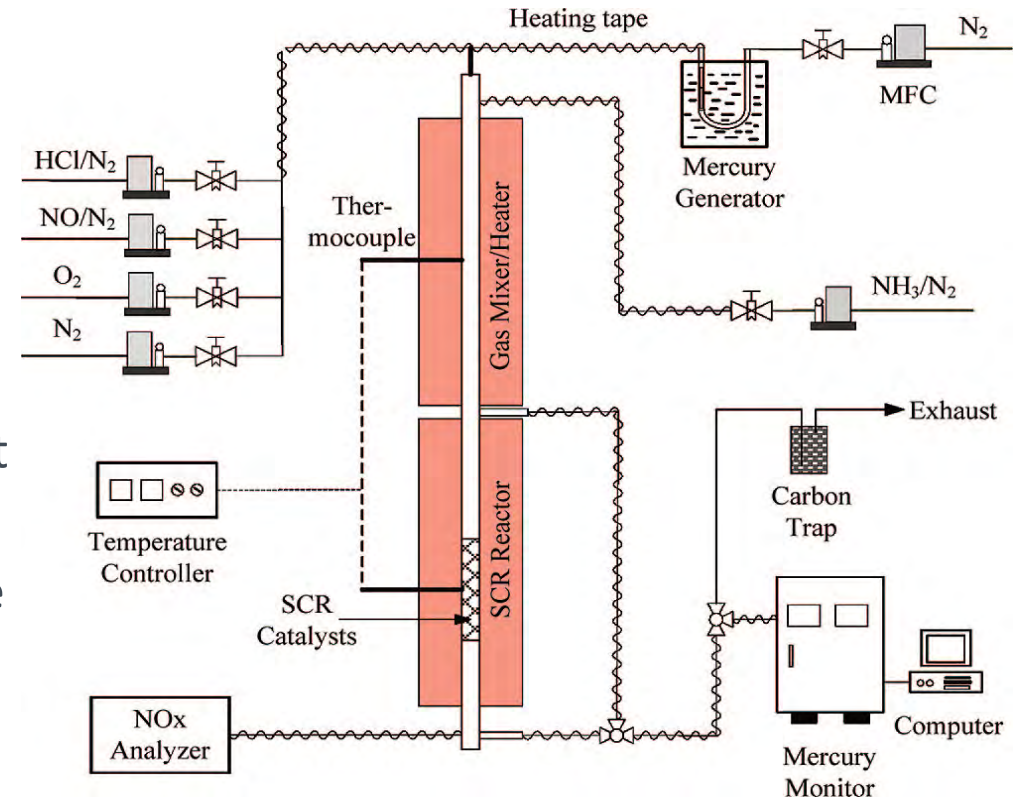 Heating tape
N₂
MFC
Mercury
Generator
HCl/N₂
NO/N₂
O₂
N₂
Ther-
mocouple
Gas Mixer/Heater
NH₃/N₂
Exhaust
Carbon
Trap
t
Temperature
Controller
e
SCR Reactor
SCR
Catalysts
NOx
Analyzer
Computer
Mercury
Monitor